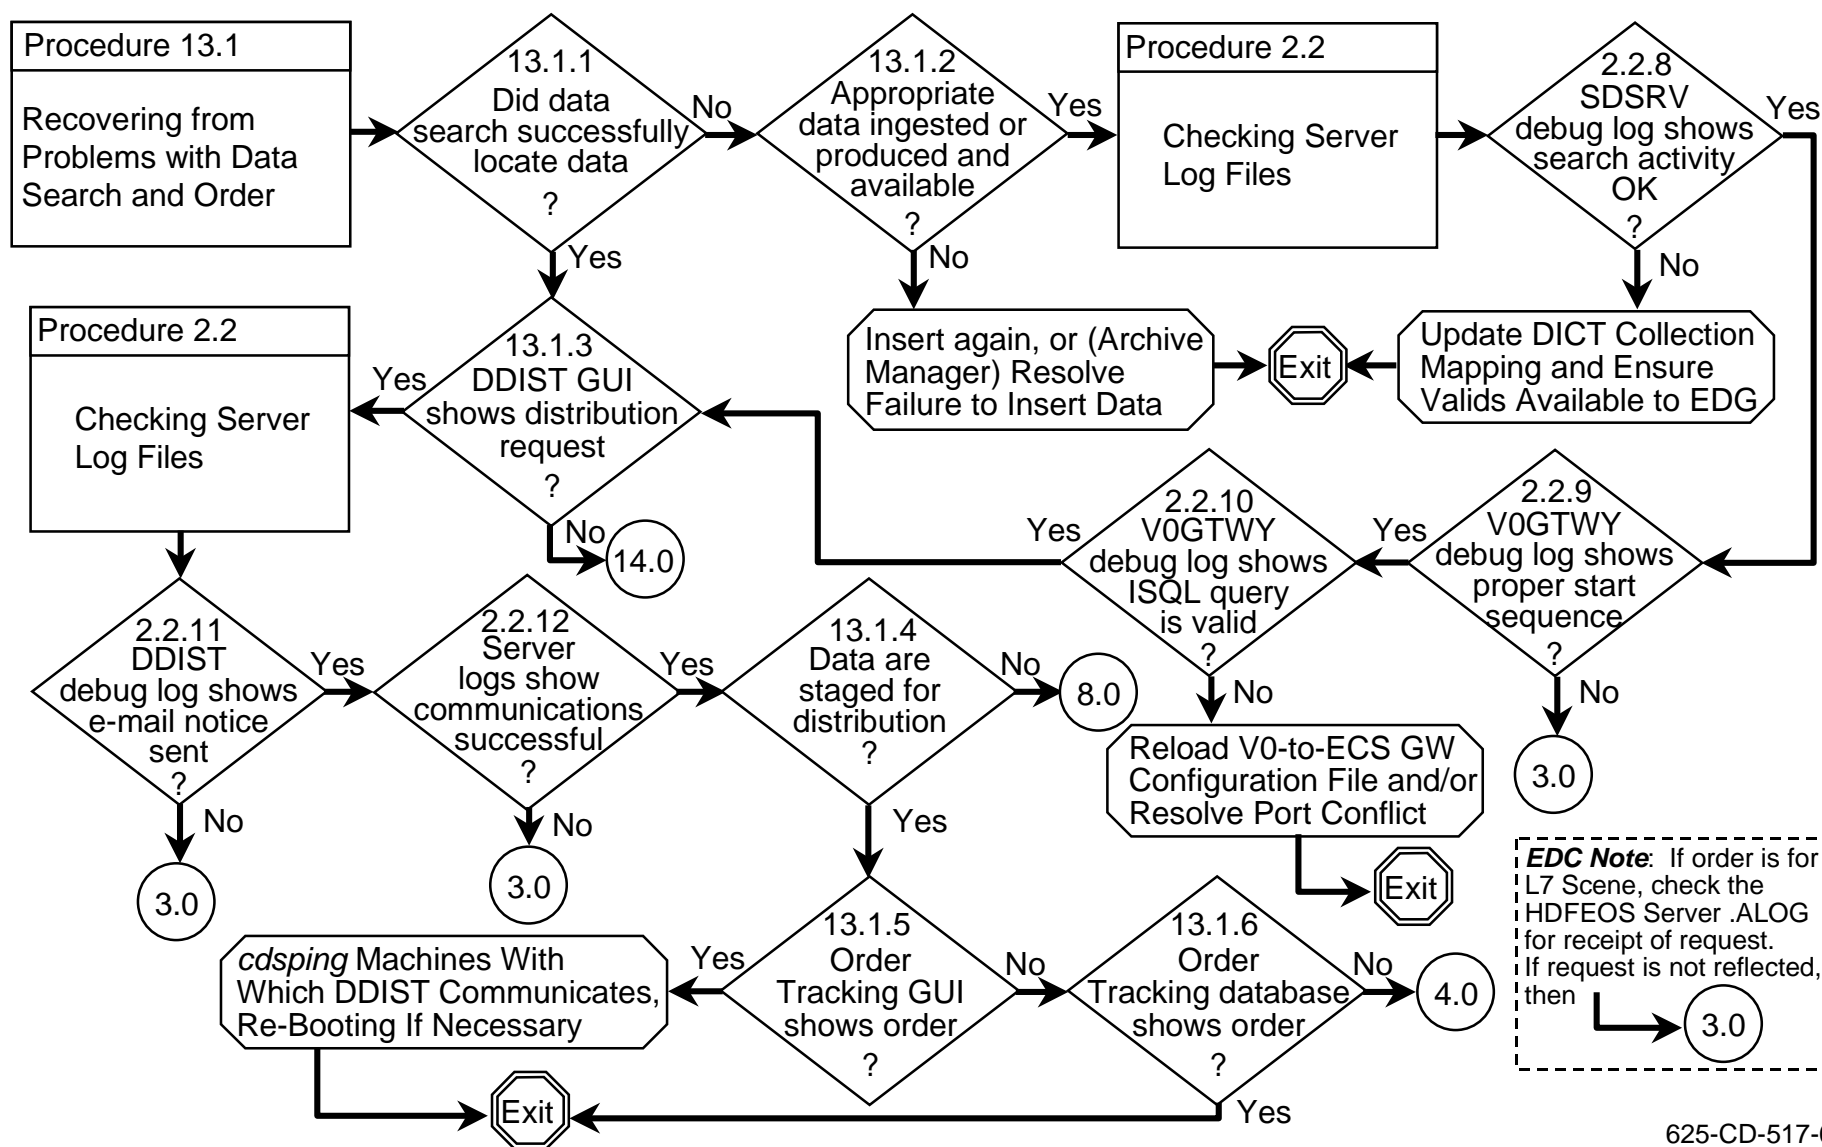 Procedure 13.1
Recovering from
Problems with Data
Search and Order
13.1.1
Did data
search successfully
locate data
?
No
Yes
13.1.2
Appropriate
data ingested or
produced and
available
?
Yes
No
Procedure 2.2
Checking Server
Log Files
2.2.8
SDSRV
debug log shows
search activity
OK
?
Yes
No
Insert again, or (Archive
Manager) Resolve
Failure to Insert Data
Exit
Update DICT Collection
Mapping and Ensure
Valids Available to EDG
Procedure 2.2
Checking Server
Log Files
Yes
13.1.3
DDIST GUI
shows distribution
request
?
No
14.0
Yes
2.2.10
V0GTWY
debug log shows
ISQL query
is valid
?
No
Yes
2.2.9
V0GTWY
debug log shows
proper start
sequence
?
No
3.0
Reload V0-to-ECS GW
Configuration File and/or
Resolve Port Conflict
Exit
2.2.11
DDIST
debug log shows
e-mail notice
sent
?
Yes
No
3.0
2.2.12
Server
logs show
communications
successful
?
Yes
No
3.0
13.1.4
Data are
staged for
distribution
?
No
8.0
Yes
13.1.5
Order
Tracking GUI
shows order
?
Yes
No
cdsping Machines With
Which DDIST Communicates,
Re-Booting If Necessary
Exit
13.1.6
Order
Tracking database
shows order
?
No
4.0
Yes
EDC Note: If order is for
L7 Scene, check the
HDFEOS Server .ALOG
for receipt of request.
If request is not reflected,
then
3.0
625-CD-517-